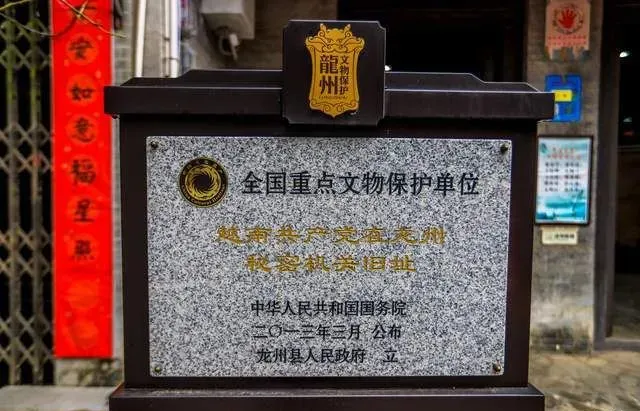 龍州
文物保护
全国重点文物保护单位
越南共产党在龙州
秘密机关旧址
中华人民共和国国务院
二〇一三年三月 公布
龙州县人民政府 立
安如意福星照